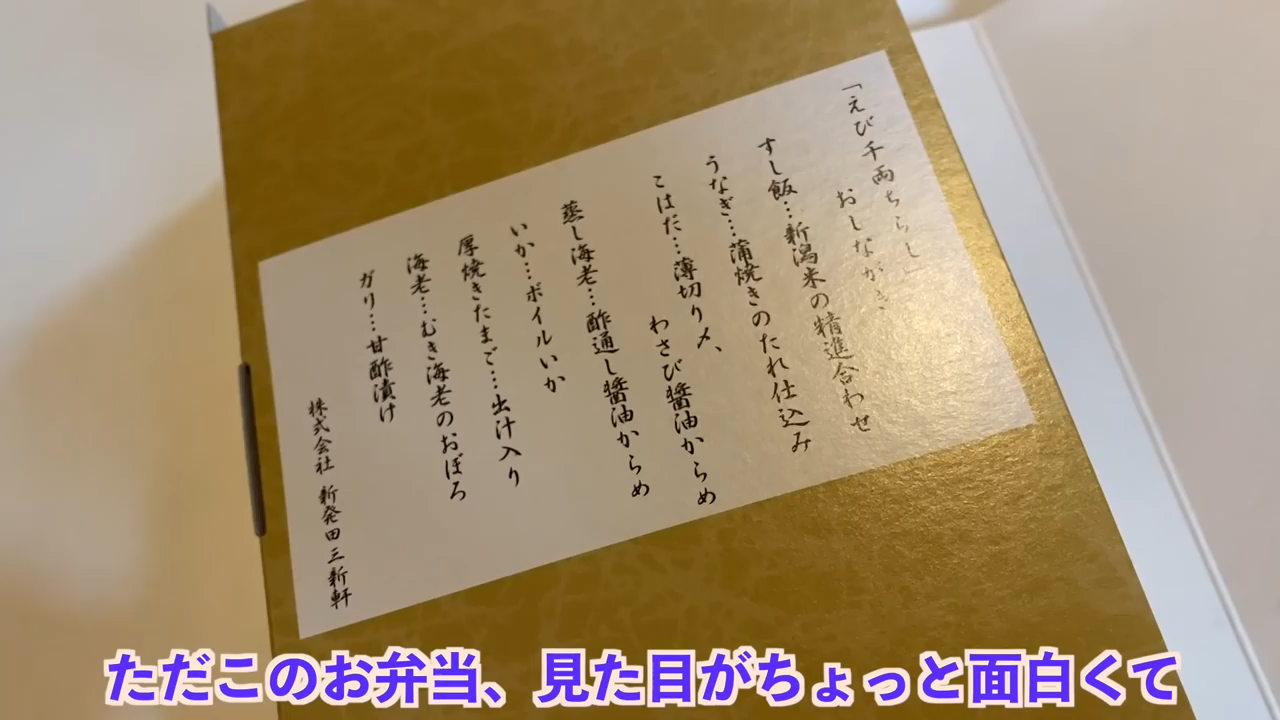 「えび千両ちらし」
おしながき
すし飯…新潟米の精進合わせ
うなぎ…蒲焼きのたれ仕込み
こはだ…薄切り〆、
わさび醤油からめ
蒸し海老…酢通し醤油からめ
いか…ボイルいか
厚焼きたまご…出汁入り
海老…むき海老のおぼろ
ガリ…甘酢漬け
株式会社 新発田三新軒
ただこのお弁当、見た目がちょっと面白くて